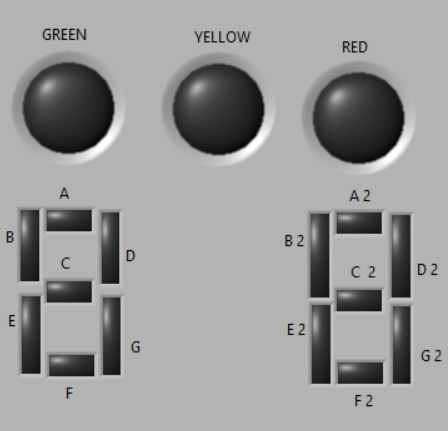 GREEN
YELLOW
RED
A
B
C
D
E
F
G
A 2
B 2
C 2
D 2
E 2
F 2
G 2